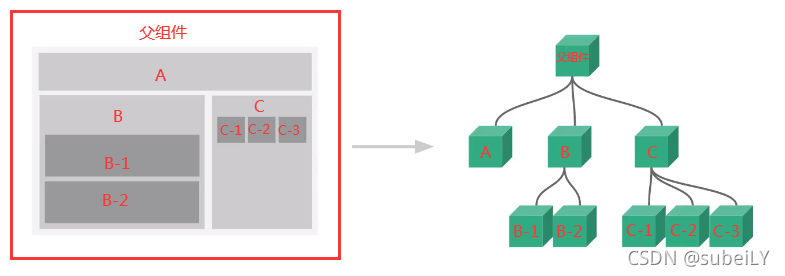 父组件
A
B
B-1
B-2
C
C-1 C-2 C-3
父组件
A B C
B-1 B-2 C-1 C-2 C-3
CSDN @subeiLY